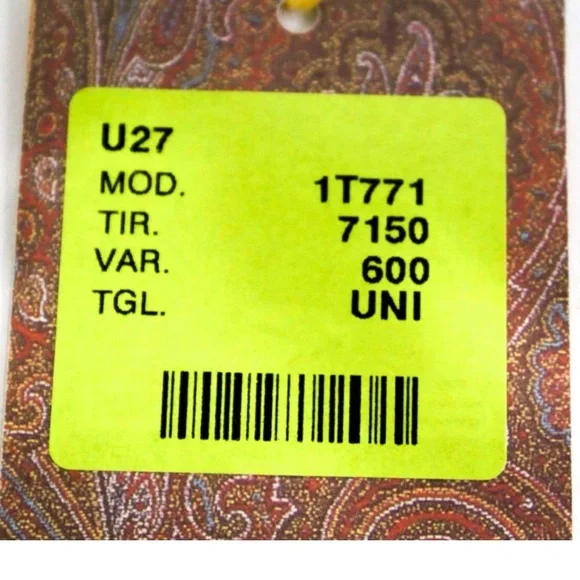 U27
MOD. 1T771
TIR. 7150
VAR. 600
TGL. UNI